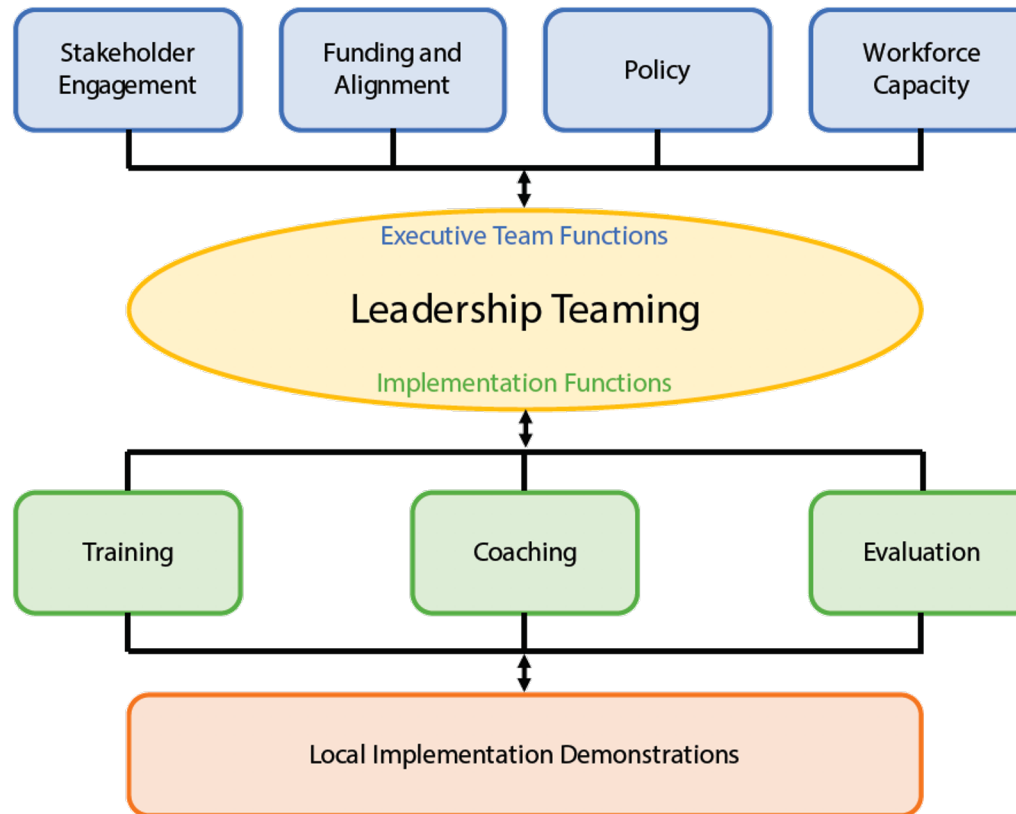 Stakeholder
Engagement
Funding and
Alignment
Policy
Workforce
Capacity
Executive Team Functions
Leadership Teaming
Implementation Functions
Training
Coaching
Evaluation
Local Implementation Demonstrations